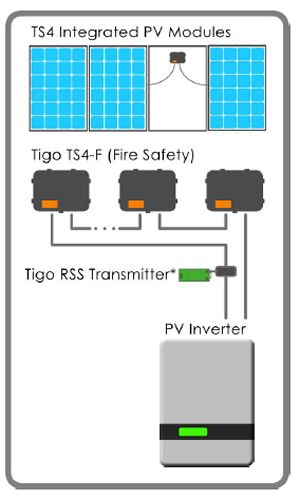 TS4 Integrated PV Modules
Tigo TS4-F (Fire Safety)
Tigo RSS Transmitter*
PV Inverter